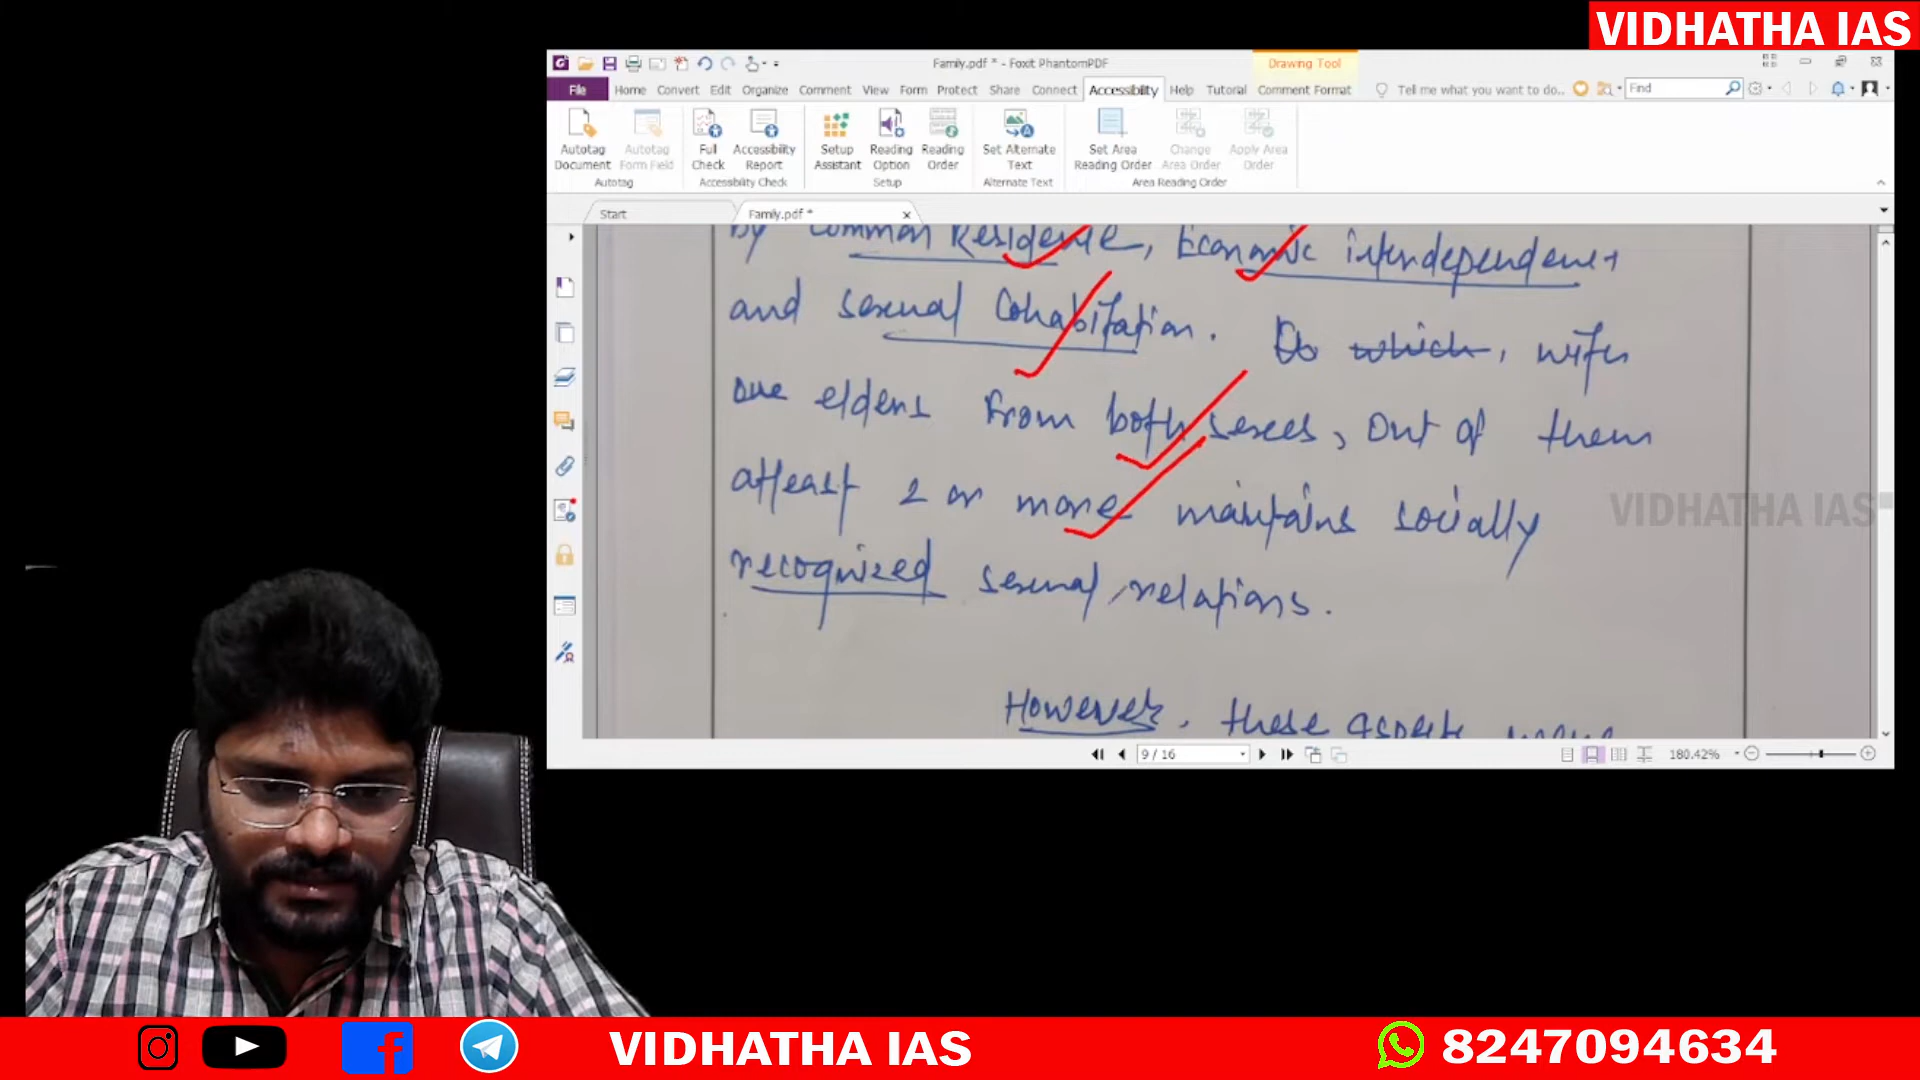 VIDHATHA IAS
Family.pdf * - Foxit PhantomPDF
Drawing Tool
File Home Convert Edit Organize Comment View Form Protect Share Connect Accessibility Help Tutorial Comment Format Tell me what you want to do.. Find
Autotag Document
Autotag Form Field
Full Check
Accessibility Report
Setup Assistant
Reading Option
Reading Order
Set Alternate Text
Set Area Reading Order
Change Area Order
Apply Area Order
Autotag Accessibility Check Setup Alternate Text Area Reading Order
Start Family.pdf *
by Common Residence, Economic interdependence
and sexual Cohabitation. which, with
one elders from both sexes, out of them
atleast 2 or more maintains socially
recognized sexual relations.
However, these aspects
VIDHATHA IAS
9 / 16
180.42%
VIDHATHA IAS
8247094634